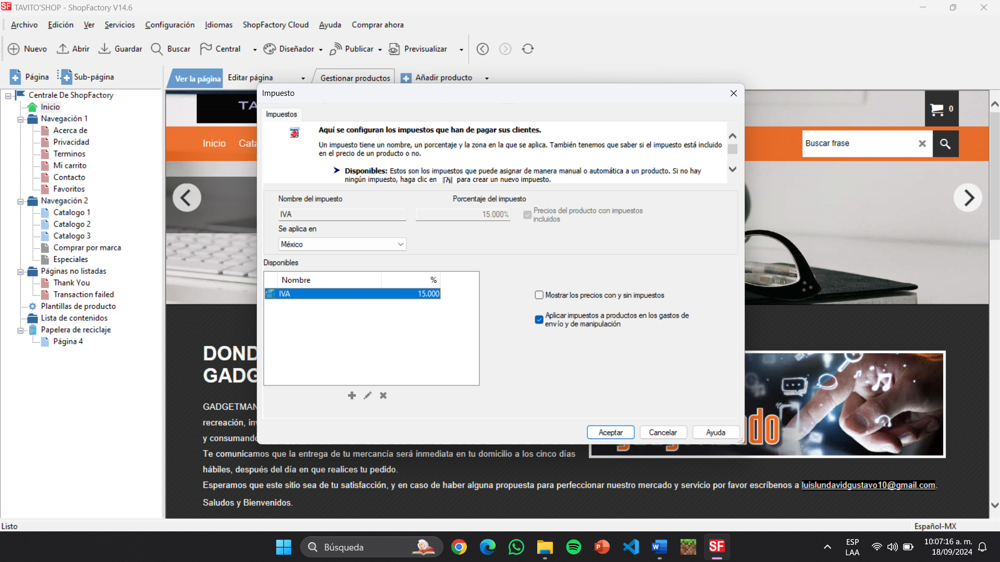 SF TAVITO'SHOP - ShopFactory V14.6
Archivo Edición Ver Servicios Configuración Idiomas ShopFactory Cloud Ayuda Comprar ahora
Nuevo Abrir Guardar Buscar Central Diseñador Publicar Previsualizar
Página Sub-página
Ver la página Editar página Gestionar productos Añadir producto
Centrale De ShopFactory
Inicio
Navegación 1
Acerca de
Privacidad
Terminos
Mi carrito
Contacto
Favoritos
Navegación 2
Catalogo 1
Catalogo 2
Catalogo 3
Comprar por marca
Especiales
Páginas no listadas
Thank You
Transaction failed
Plantillas de producto
Lista de contenidos
Papelera de reciclaje
Página 4
TA
0
Inicio Cata
Buscar frase
Impuesto
Impuestos
Aquí se configuran los impuestos que han de pagar sus clientes.
Un impuesto tiene un nombre, un porcentaje y la zona en la que se aplica. También tenemos que saber si el impuesto está incluido
en el precio de un producto o no.
Disponibles: Estos son los impuestos que puede asignar de manera manual o automática a un producto. Si no hay
ningún impuesto, haga clic en para crear un nuevo impuesto.
Nombre del impuesto Porcentaje del impuesto
IVA 15.000% Precios del producto con impuestos
incluidos
Se aplica en
México
Disponibles
Nombre %
IVA 15.000
Mostrar los precios con y sin impuestos
Aplicar impuestos a productos en los gastos de
envío y de manipulación
Aceptar Cancelar Ayuda
DOND
GADG
GADGETMAN
recreación, inv
y consumando
Te comunicamos que la entrega de tu mercancía será inmediata en tu domicilio a los cinco días
hábiles, después del día en que realices tu pedido.
Esperamos que este sitio sea de tu satisfacción, y en caso de haber alguna propuesta para perfeccionar nuestro mercado y servicio por favor escríbenos a luislundavidgustavo10@gmail.com.
Saludos y Bienvenidos.
Listo
Español-MX
Búsqueda
SF
ESP
LAA
10:07:16 a. m.
18/09/2024